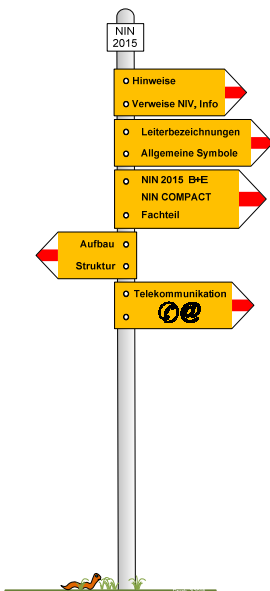 NIN
2015
Hinweise
Verweise NIV, Info
Leiterbezeichnungen
Allgemeine Symbole
NIN 2015 B+E
NIN COMPACT
Fachteil
Aufbau
Struktur
Telekommunikation
✆@